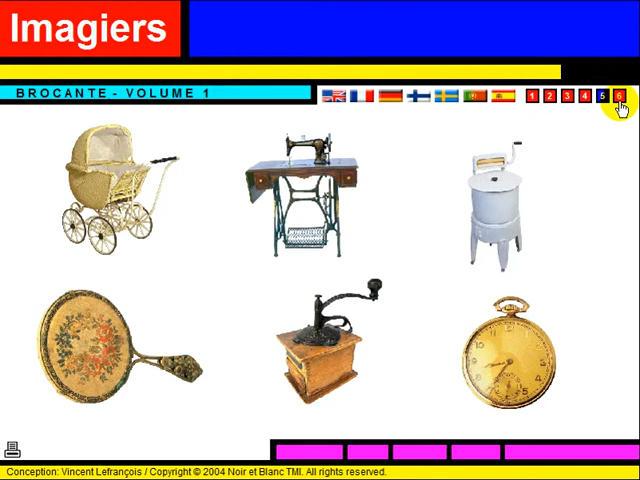 Imagiers
BROCANTE - VOLUME 1
1 2 3 4 5 6
Conception: Vincent Lefrançois / Copyright © 2004 Noir et Blanc TMI. All rights reserved.